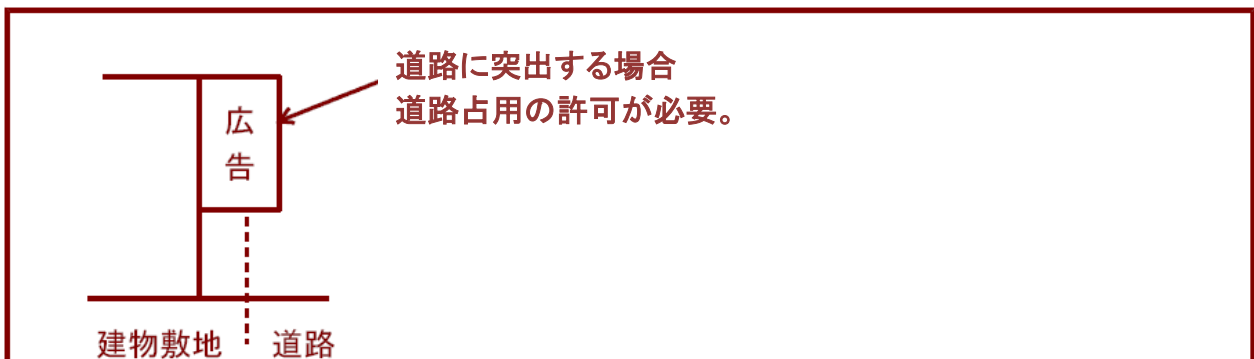 道路に突出する場合
道路占用の許可が必要。
広告
建物敷地
道路